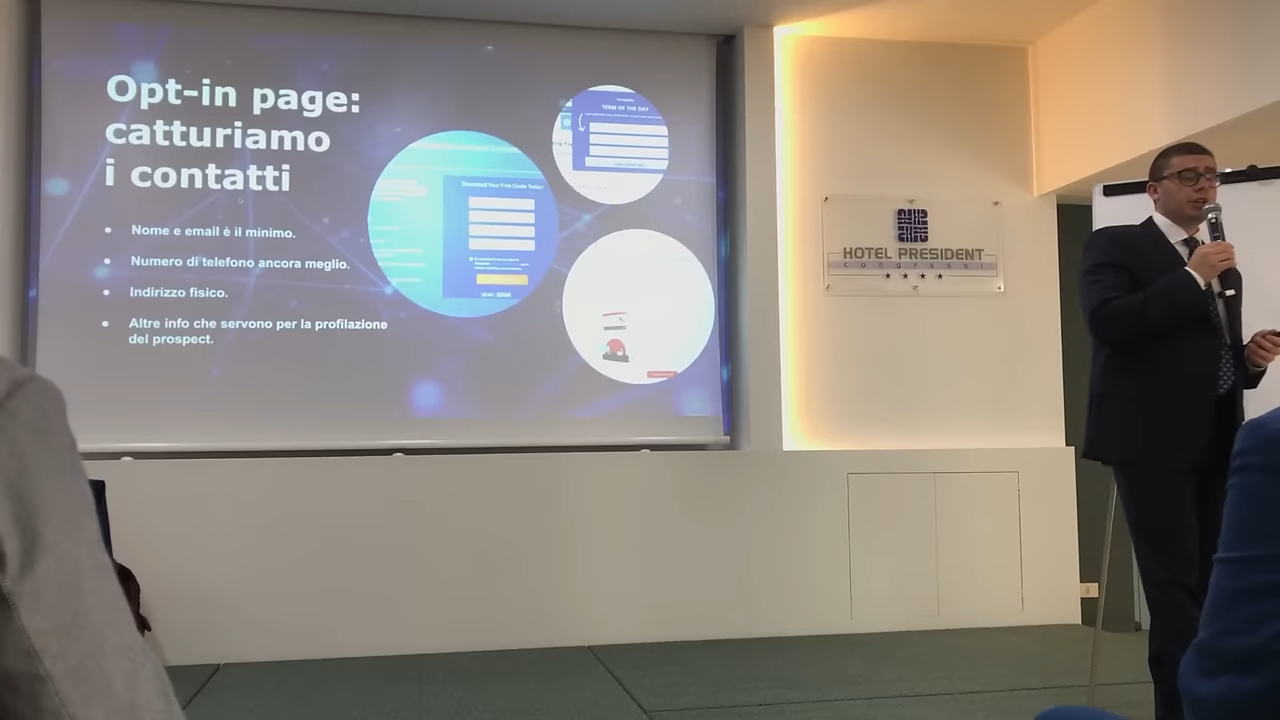 Opt-in page:
catturiamo
i contatti
Nome e email è il minimo.
Numero di telefono ancora meglio.
Indirizzo fisico.
Altre info che servono per la profilazione
del prospect.
Download Your Free Guide Today!
TERM OF THE DAY
HOTEL PRESIDENT
congressi